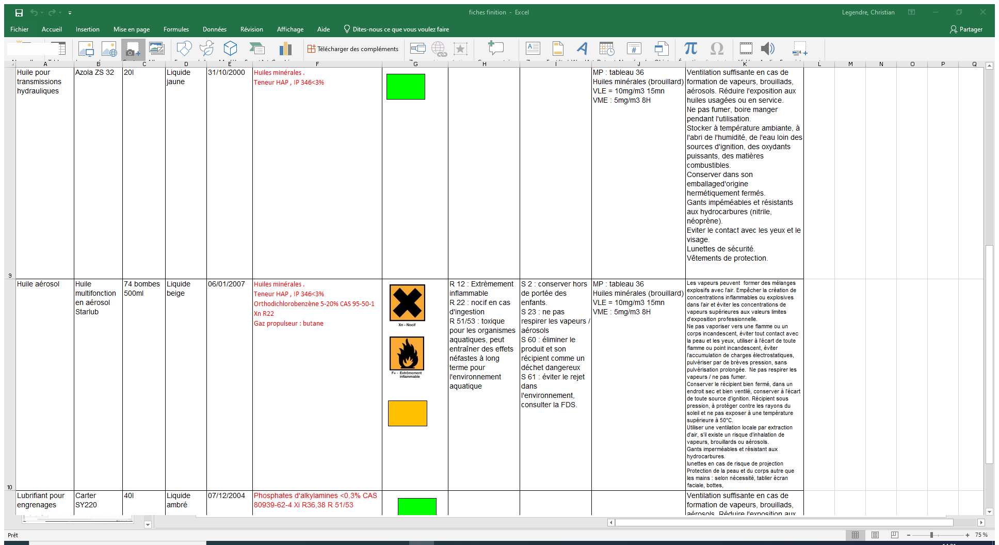 fiches finition - Excel
Legendre, Christian
Fichier Accueil Insertion Mise en page Formules Données Révision Affichage Aide Dites-nous ce que vous voulez faire
Partager
Télécharger des compléments
A B C D E F G H I J K L M N O P Q
9
Huile pour
transmissions
hydrauliques
Azola ZS 32
20l
Liquide
jaune
31/10/2000
Huiles minérales .
Teneur HAP , IP 346<3%
MP : tableau 36
Huiles minérales (brouillard)
VLE = 10mg/m3 15mn
VME : 5mg/m3 8H
Ventilation suffisante en cas de
formation de vapeurs, brouillads,
aérosols. Réduire l'exposition aux
huiles usagées ou en service.
Ne pas fumer, boire manger
pendant l'utilisation.
Stocker à température ambiante, à
l'abri de l'humidité, de l'eau loin des
sources d'ignition, des oxydants
puissants, des matières
combustibles.
Conserver dans son
emballaged'origine
hermétiquement fermés.
Gants impéméables et résistants
aux hydrocarbures (nitrile,
néoprène).
Eviter le contact avec les yeux et le
visage.
Lunettes de sécurité.
Vêtements de protection.
10
Huile aérosol
Huile
multifonction
en aérosol
Starlub
74 bombes
500ml
Liquide
beige
06/01/2007
Huiles minérales .
Teneur HAP , IP 346<3%
Orthodichlorobenzène 5-20% CAS 95-50-1
Xn R22
Gaz propulseur : butane
Xn - Nocif
F+ - Extrêmement
inflammable
R 12 : Extrèmement
inflammable
R 22 : nocif en cas
d'ingestion
R 51/53 : toxique
pour les organismes
aquatiques, peut
entraîner des effets
néfastes à long
terme pour
l'environnement
aquatique
S 2 : conserver hors
de portée des
enfants.
S 23 : ne pas
respirer les vapeurs /
aérosols
S 60 : éliminer le
produit et son
récipient comme un
déchet dangereux
S 61 : éviter le rejet
dans
l'environnement,
consulter la FDS.
MP : tableau 36
Huiles minérales (brouillard)
VLE = 10mg/m3 15mn
VME : 5mg/m3 8H
Les vapeurs peuvent former des mélanges
explosifs avec l'air. Empêcher la création de
concentrations inflammables ou explosives
dans l'air et éviter les concentrations de
vapeurs supérieures aux valeurs limites
d'exposition professionnelle.
Ne pas vaporiser vers une flamme ou un
corps incandescent, éviter tout contact avec
la peau et les yeux, utiliser à l'écart de toute
flamme ou point incandescent, éviter
l'accumulation de charges électrostatiques,
pulvériser par de brèves pression, sans
pulvérisation prolongée. Ne pas respirer les
vapeurs / ne pas fumer.
Conserver le récipient bien fermé, dans un
endroit sec et bien ventilé, conserver à l'écart
de toute source d'ignition. Récipient sous
pression, à protéger contre les rayons du
soleil et ne pas exposer à une température
supérieure à 50°C.
Utiliser une ventilation locale par extraction
d'air, s'il existe un risque d'inhalation de
vapeurs, brouillards ou aérosols.
Gants imperméables et résistant aux
hydrocarbures.
lunettes en cas de risque de projection
Protection de la peau et du corps autre que
les mains : selon nécessité, tablier écran
faciale, bottes,
Lubrifiant pour
engrenages
Carter
SY220
40l
Liquide
ambré
07/12/2004
Phosphates d'alkylamines <0,3% CAS
80939-62-4 Xi R36,38 R 51/53
Ventilation suffisante en cas de
formation de vapeurs, brouillads,
aérosols. Réduire l'exposition aux
Prêt
75 %